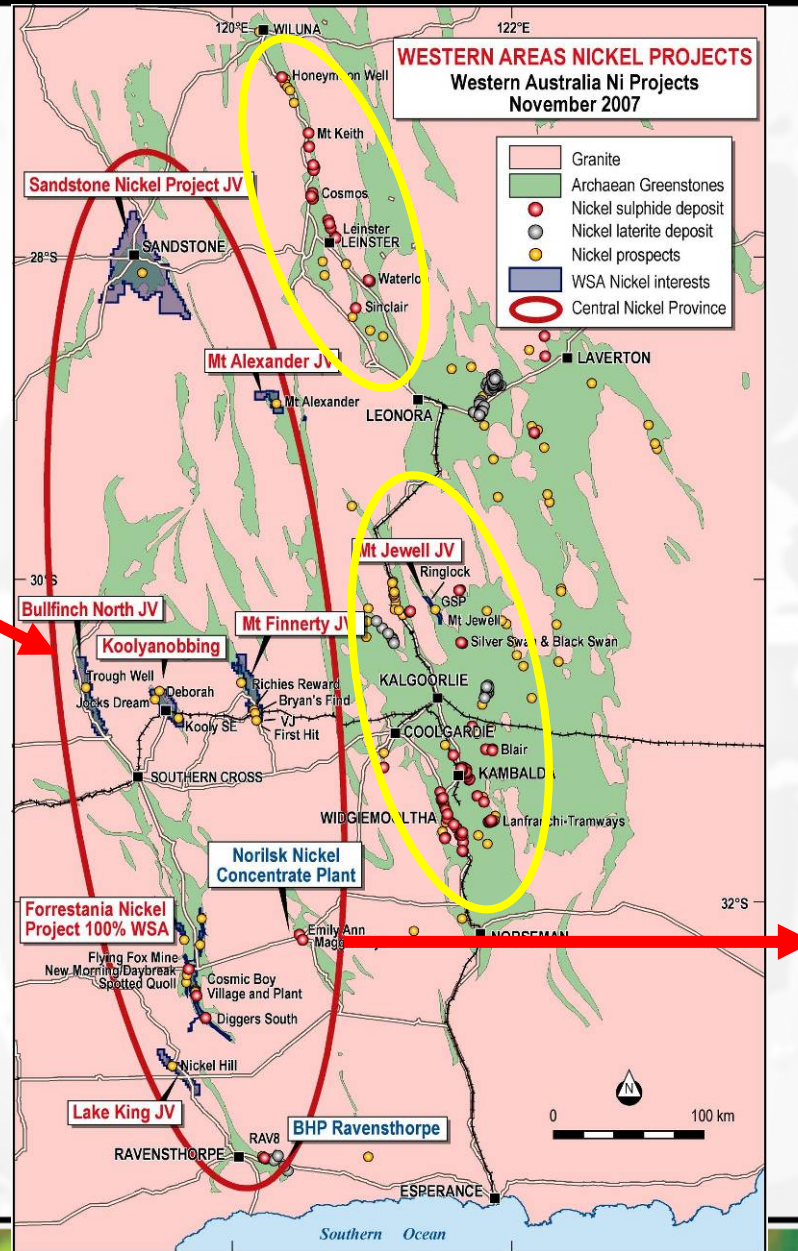 120°E
WILUNA
122°E
WESTERN AREAS NICKEL PROJECTS
Western Australia Ni Projects
November 2007
Granite
Archaean Greenstones
Nickel sulphide deposit
Nickel laterite deposit
Nickel prospects
WSA Nickel interests
Central Nickel Province
Honeymoon Well
Mt Keith
Sandstone Nickel Project JV
Cosmos
Leinster
LEINSTER
SANDSTONE
28°S
Waterloo
Sinclair
LAVERTON
Mt Alexander JV
Mt Alexander
LEONORA
Mt Jewell JV
Ringlock
30°S
GSP
Bullfinch North JV
Mt Finnerty JV
Mt Jewell
Koolyanobbing
Silver Swan & Black Swan
Trough Well
Richies Reward
KALGOORLIE
Deborah
Jocks Dream
Bryan's Find
VJ
Kooly SE
First Hit
COOLGARDIE
Blair
SOUTHERN CROSS
KAMBALDA
WIDGIEMOOLTHA
Lanfranchi-Tramways
Norilsk Nickel
Concentrate Plant
32°S
Forrestania Nickel
Project 100% WSA
Emily Ann
NORSEMAN
Flying Fox Mine
New Morning/Daybreak
Spotted Quoll
Cosmic Boy
Village and Plant
Diggers South
Nickel Hill
N
Lake King JV
0
100 km
RAV8
BHP Ravensthorpe
RAVENSTHORPE
ESPERANCE
Southern Ocean